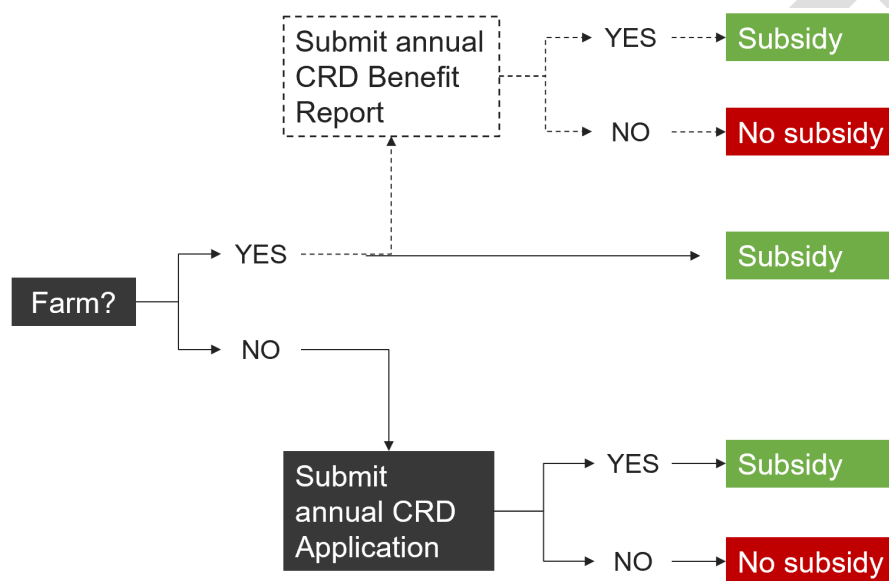 Submit annual
CRD Benefit
Report
YES
Subsidy
NO
No subsidy
YES
Subsidy
Farm?
NO
Submit
annual CRD
Application
YES
Subsidy
NO
No subsidy